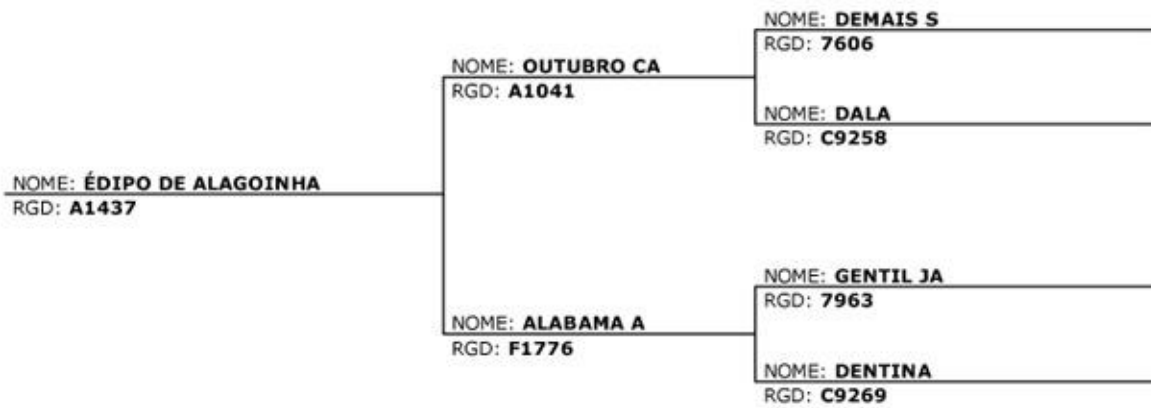 NOME: DEMAIS S
RGD: 7606
NOME: OUTUBRO CA
RGD: A1041
NOME: DALA
RGD: C9258
NOME: ÉDIPO DE ALAGOINHA
RGD: A1437
NOME: GENTIL JA
RGD: 7963
NOME: ALABAMA A
RGD: F1776
NOME: DENTINA
RGD: C9269